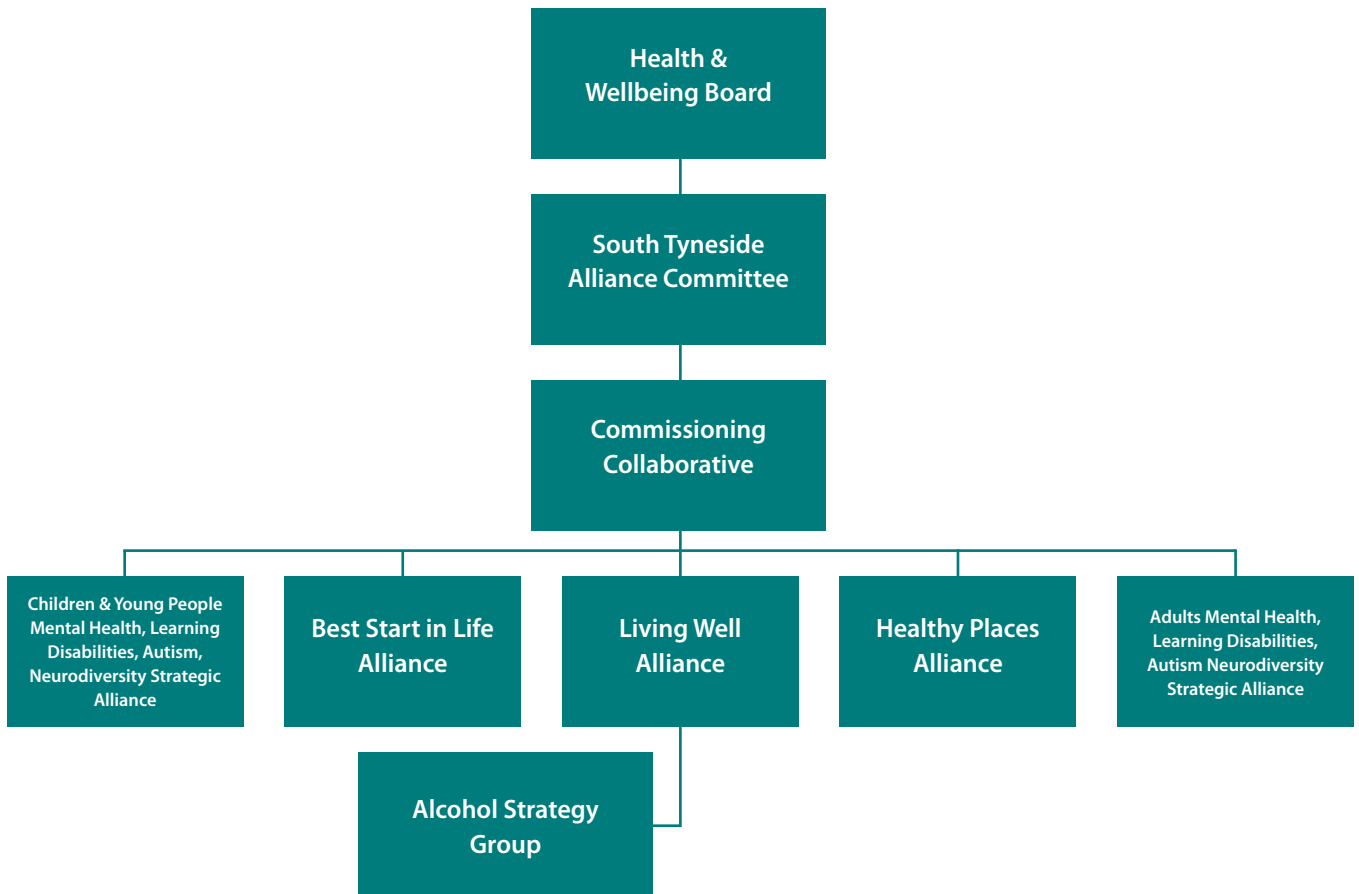 Health &
Wellbeing Board
South Tyneside
Alliance Committee
Commissioning
Collaborative
Children & Young People
Mental Health, Learning
Disabilities, Autism,
Neurodiversity Strategic
Alliance
Best Start in Life
Alliance
Living Well
Alliance
Healthy Places
Alliance
Adults Mental Health,
Learning Disabilities,
Autism Neurodiversity
Strategic Alliance
Alcohol Strategy
Group